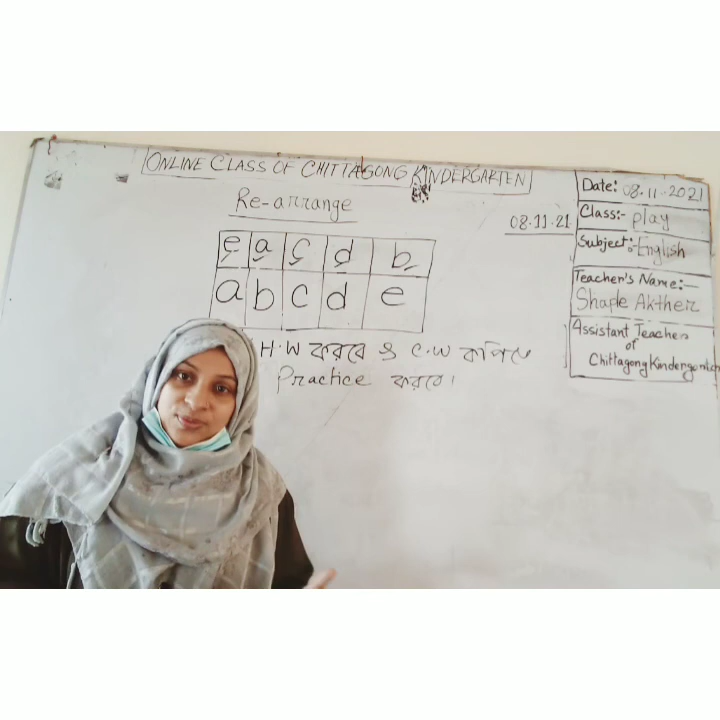 ONLINE CLASS OF CHITTAGONG KINDERGARTEN
Re-arrange
08.11.21
e a c d b
a b c d e
H.W করবে ও C.W কপিতে
Practice করবে।
Date: 08.11.2021
Class:- play
Subject:- English
Teacher's Name:-
Shaple Akther
Assistant Teacher
of
Chittagong Kindergarten